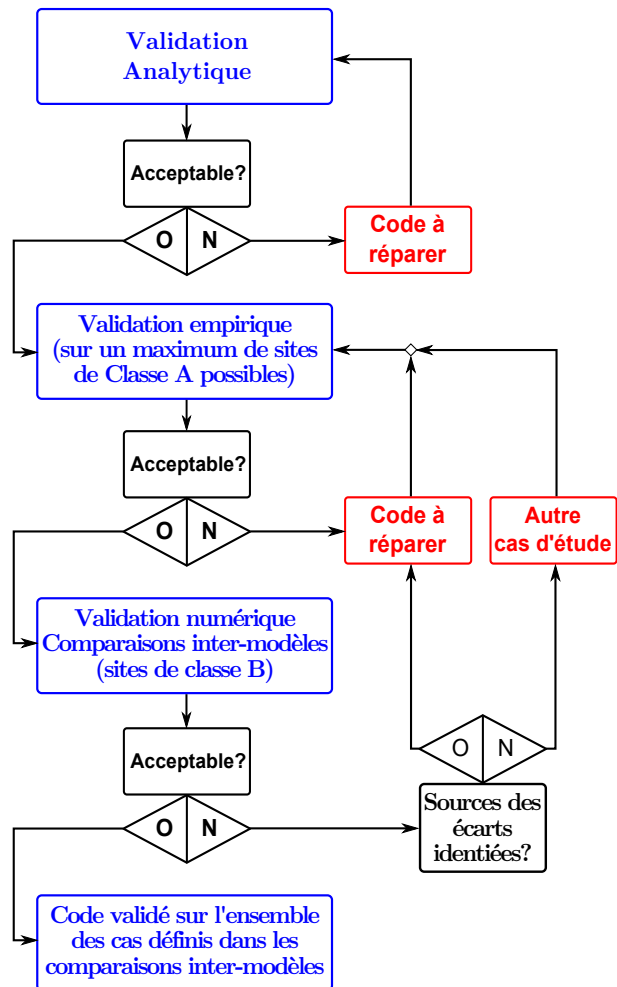 Validation
Analytique
Acceptable?
O N
Code à
réparer
Validation empirique
(sur un maximum de sites
de Classe A possibles)
Acceptable?
O N
Code à
réparer
Autre
cas d'étude
Validation numérique
Comparaisons inter-modèles
(sites de classe B)
O N
Acceptable?
Sources des
écarts
identiées?
O N
Code validé sur l'ensemble
des cas définis dans les
comparaisons inter-modèles